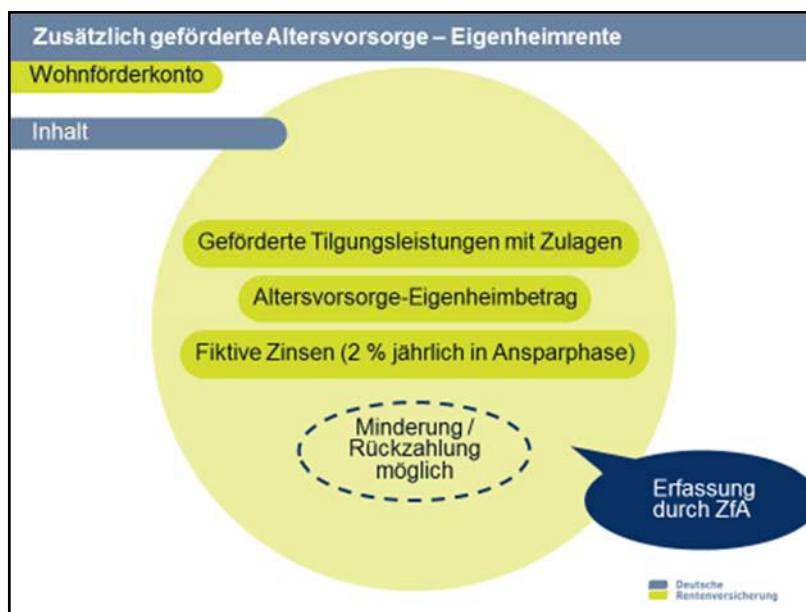 Zusätzlich geförderte Altersvorsorge – Eigenheimrente
Wohnförderkonto
Inhalt
Geförderte Tilgungsleistungen mit Zulagen
Altersvorsorge-Eigenheimbetrag
Fiktive Zinsen (2 % jährlich in Ansparphase)
Minderung /
Rückzahlung
möglich
Erfassung
durch ZfA
Deutsche
Rentenversicherung